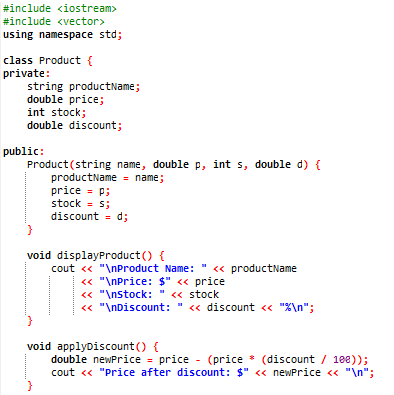 #include <iostream>
#include <vector>
using namespace std;

class Product {
private:
    string productName;
    double price;
    int stock;
    double discount;

public:
    Product(string name, double p, int s, double d) {
        productName = name;
        price = p;
        stock = s;
        discount = d;
    }

    void displayProduct() {
        cout << "\nProduct Name: " << productName
             << "\nPrice: $" << price
             << "\nStock: " << stock
             << "\nDiscount: " << discount << "%\n";
    }

    void applyDiscount() {
        double newPrice = price - (price * (discount / 100));
        cout << "Price after discount: $" << newPrice << "\n";
    }